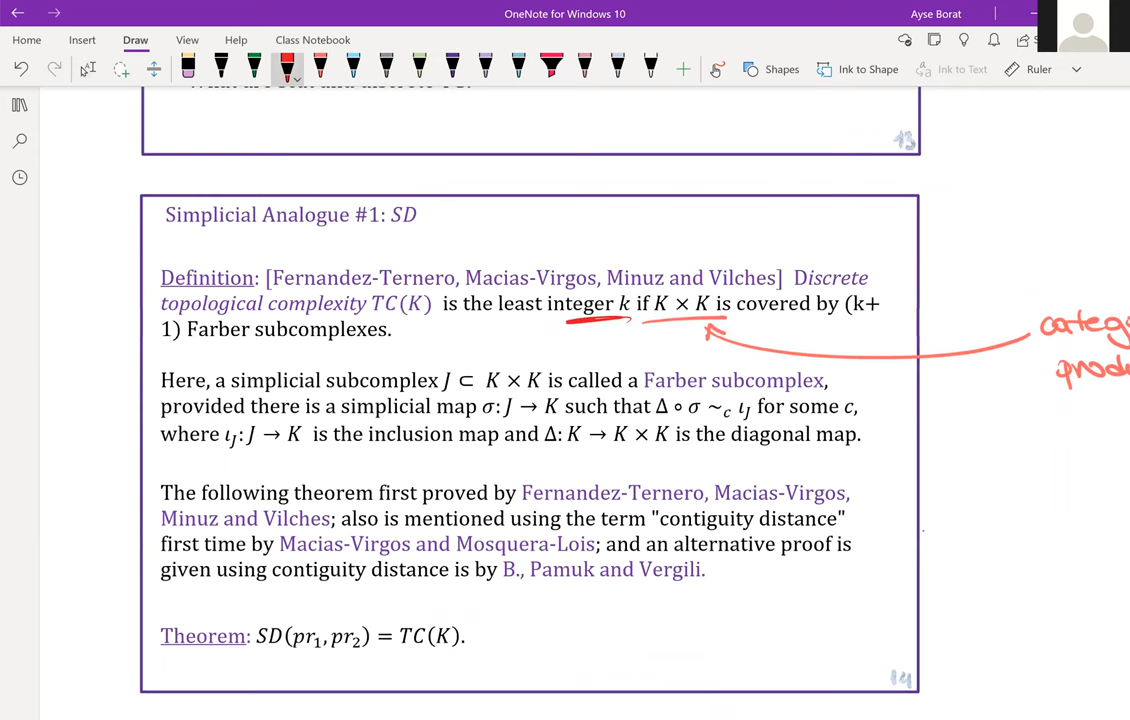 OneNote for Windows 10
Ayse Borat
Home Insert Draw View Help Class Notebook
Shapes Ink to Shape Ink to Text Ruler
13
Simplicial Analogue #1: SD
Definition: [Fernandez-Ternero, Macias-Virgos, Minuz and Vilches] Discrete
topological complexity TC(K) is the least integer k if K × K is covered by (k+
1) Farber subcomplexes.
categ
produ
Here, a simplicial subcomplex J ⊂ K × K is called a Farber subcomplex,
provided there is a simplicial map σ: J → K such that Δ ∘ σ ~c ιJ for some c,
where ιJ: J → K is the inclusion map and Δ: K → K × K is the diagonal map.
The following theorem first proved by Fernandez-Ternero, Macias-Virgos,
Minuz and Vilches; also is mentioned using the term "contiguity distance"
first time by Macias-Virgos and Mosquera-Lois; and an alternative proof is
given using contiguity distance is by B., Pamuk and Vergili.
Theorem: SD(pr₁, pr₂) = TC(K).
14